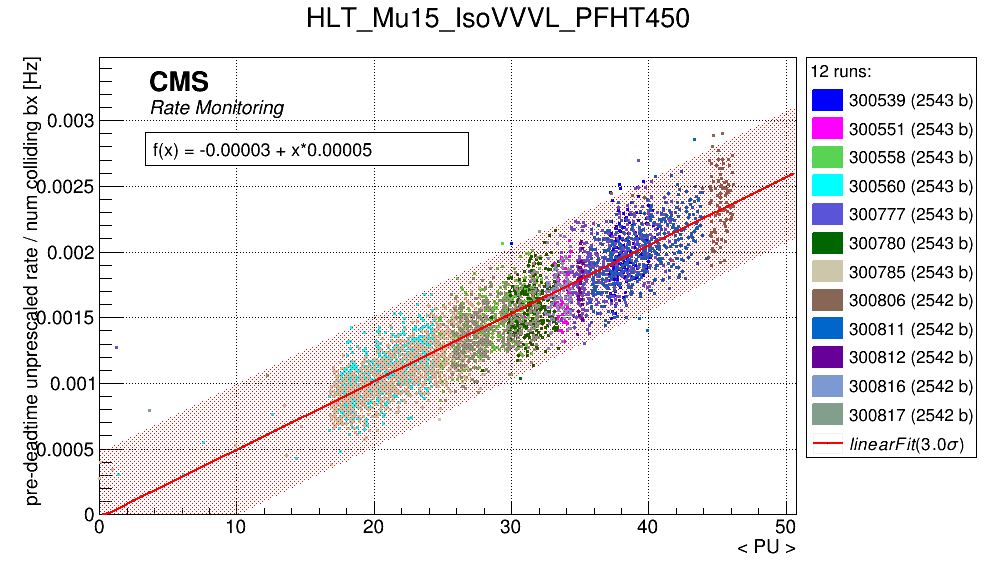 HLT_Mu15_IsoVVVL_PFHT450
pre-deadtime unprescaled rate / num colliding bx [Hz]
CMS
Rate Monitoring
f(x) = -0.00003 + x*0.00005
0.003
0.0025
0.002
0.0015
0.001
0.0005
0
0 10 20 30 40 50
< PU >
12 runs:
300539 (2543 b)
300551 (2543 b)
300558 (2543 b)
300560 (2543 b)
300777 (2543 b)
300780 (2543 b)
300785 (2543 b)
300806 (2542 b)
300811 (2542 b)
300812 (2542 b)
300816 (2542 b)
300817 (2542 b)
linearFit(3.0σ)